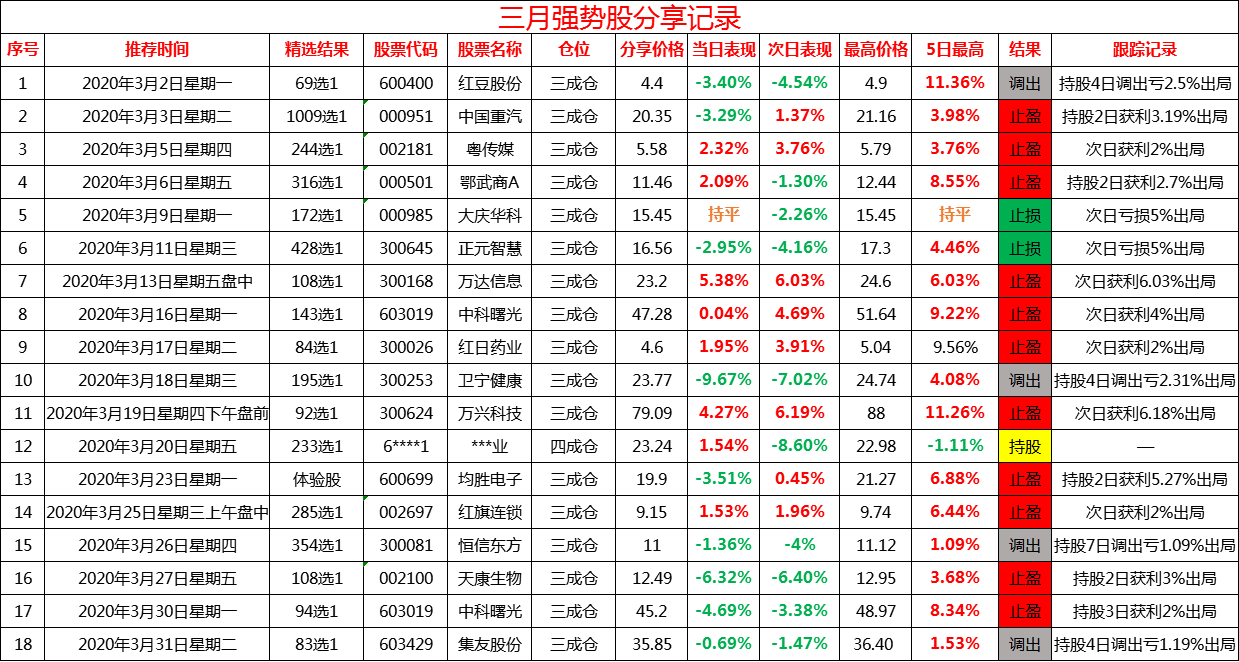 三月强势股分享记录
序号 推荐时间 精选结果 股票代码 股票名称 仓位 分享价格 当日表现 次日表现 最高价格 5日最高 结果 跟踪记录
1 2020年3月2日星期一 69选1 600400 红豆股份 三成仓 4.4 -3.40% -4.54% 4.9 11.36% 调出 持股4日调出亏2.5%出局
2 2020年3月3日星期二 1009选1 000951 中国重汽 三成仓 20.35 -3.29% 1.37% 21.16 3.98% 止盈 持股2日获利3.19%出局
3 2020年3月5日星期四 244选1 002181 粤传媒 三成仓 5.58 2.32% 3.76% 5.79 3.76% 止盈 次日获利2%出局
4 2020年3月6日星期五 316选1 000501 鄂武商A 三成仓 11.46 2.09% -1.30% 12.44 8.55% 止盈 持股2日获利2.7%出局
5 2020年3月9日星期一 172选1 000985 大庆华科 三成仓 15.45 持平 -2.26% 15.45 持平 止损 次日亏损5%出局
6 2020年3月11日星期三 428选1 300645 正元智慧 三成仓 16.56 -2.95% -4.16% 17.3 4.46% 止损 次日亏损5%出局
7 2020年3月13日星期五盘中 108选1 300168 万达信息 三成仓 23.2 5.38% 6.03% 24.6 6.03% 止盈 次日获利6.03%出局
8 2020年3月16日星期一 143选1 603019 中科曙光 三成仓 47.28 0.04% 4.69% 51.64 9.22% 止盈 次日获利4%出局
9 2020年3月17日星期二 84选1 300026 红日药业 三成仓 4.6 1.95% 3.91% 5.04 9.56% 止盈 次日获利2%出局
10 2020年3月18日星期三 195选1 300253 卫宁健康 三成仓 23.77 -9.67% -7.02% 24.74 4.08% 调出 持股4日调出亏2.31%出局
11 2020年3月19日星期四下午盘前 92选1 300624 万兴科技 三成仓 79.09 4.27% 6.19% 88 11.26% 止盈 次日获利6.18%出局
12 2020年3月20日星期五 233选1 6****1 ***业 四成仓 23.24 1.54% -8.60% 22.98 -1.11% 持股 —
13 2020年3月23日星期一 体验股 600699 均胜电子 三成仓 19.9 -3.51% 0.45% 21.27 6.88% 止盈 持股2日获利5.27%出局
14 2020年3月25日星期三上午盘中 285选1 002697 红旗连锁 三成仓 9.15 1.53% 1.96% 9.74 6.44% 止盈 次日获利2%出局
15 2020年3月26日星期四 354选1 300081 恒信东方 三成仓 11 -1.36% -4% 11.12 1.09% 调出 持股7日调出亏1.09%出局
16 2020年3月27日星期五 108选1 002100 天康生物 三成仓 12.49 -6.32% -6.40% 12.95 3.68% 止盈 持股2日获利3%出局
17 2020年3月30日星期一 94选1 603019 中科曙光 三成仓 45.2 -4.69% -3.38% 48.97 8.34% 止盈 持股3日获利2%出局
18 2020年3月31日星期二 83选1 603429 集友股份 三成仓 35.85 -0.69% -1.47% 36.40 1.53% 调出 持股4日调出亏1.19%出局